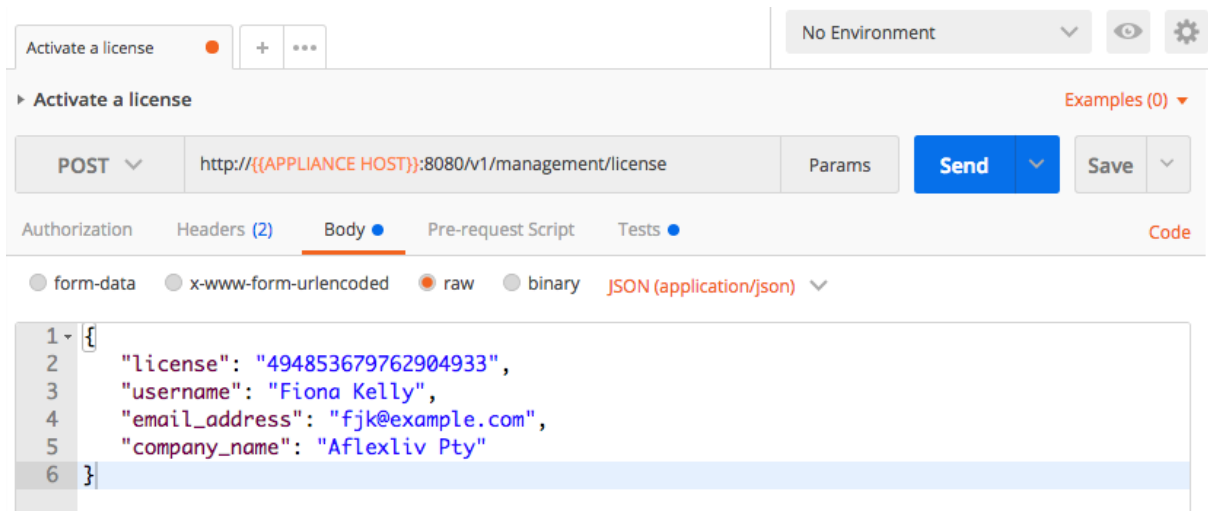 Activate a license + ••• No Environment
Activate a license Examples (0)
POST http://{{APPLIANCE HOST}}:8080/v1/management/license Params Send Save
Authorization Headers (2) Body Pre-request Script Tests Code
form-data x-www-form-urlencoded raw binary JSON (application/json)
1 {
2 "license": "494853679762904933",
3 "username": "Fiona Kelly",
4 "email_address": "fjk@example.com",
5 "company_name": "Aflexliv Pty"
6 }